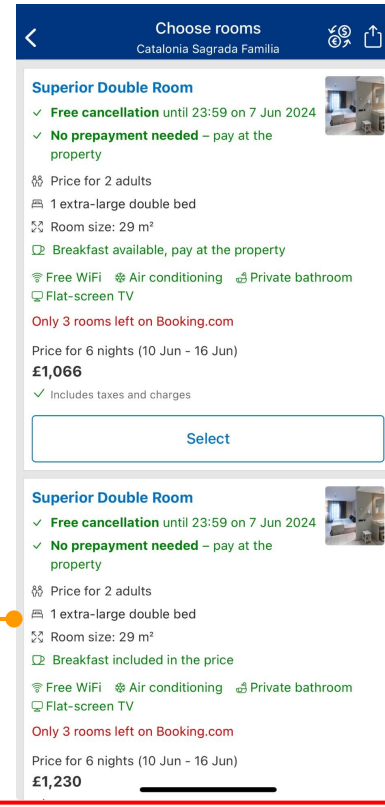 Choose rooms
Catalonia Sagrada Familia
Superior Double Room
Free cancellation until 23:59 on 7 Jun 2024
No prepayment needed – pay at the
property
Price for 2 adults
1 extra-large double bed
Room size: 29 m²
Breakfast available, pay at the property
Free WiFi Air conditioning Private bathroom
Flat-screen TV
Only 3 rooms left on Booking.com
Price for 6 nights (10 Jun - 16 Jun)
£1,066
Includes taxes and charges
Select
Superior Double Room
Free cancellation until 23:59 on 7 Jun 2024
No prepayment needed – pay at the
property
Price for 2 adults
1 extra-large double bed
Room size: 29 m²
Breakfast included in the price
Free WiFi Air conditioning Private bathroom
Flat-screen TV
Only 3 rooms left on Booking.com
Price for 6 nights (10 Jun - 16 Jun)
£1,230